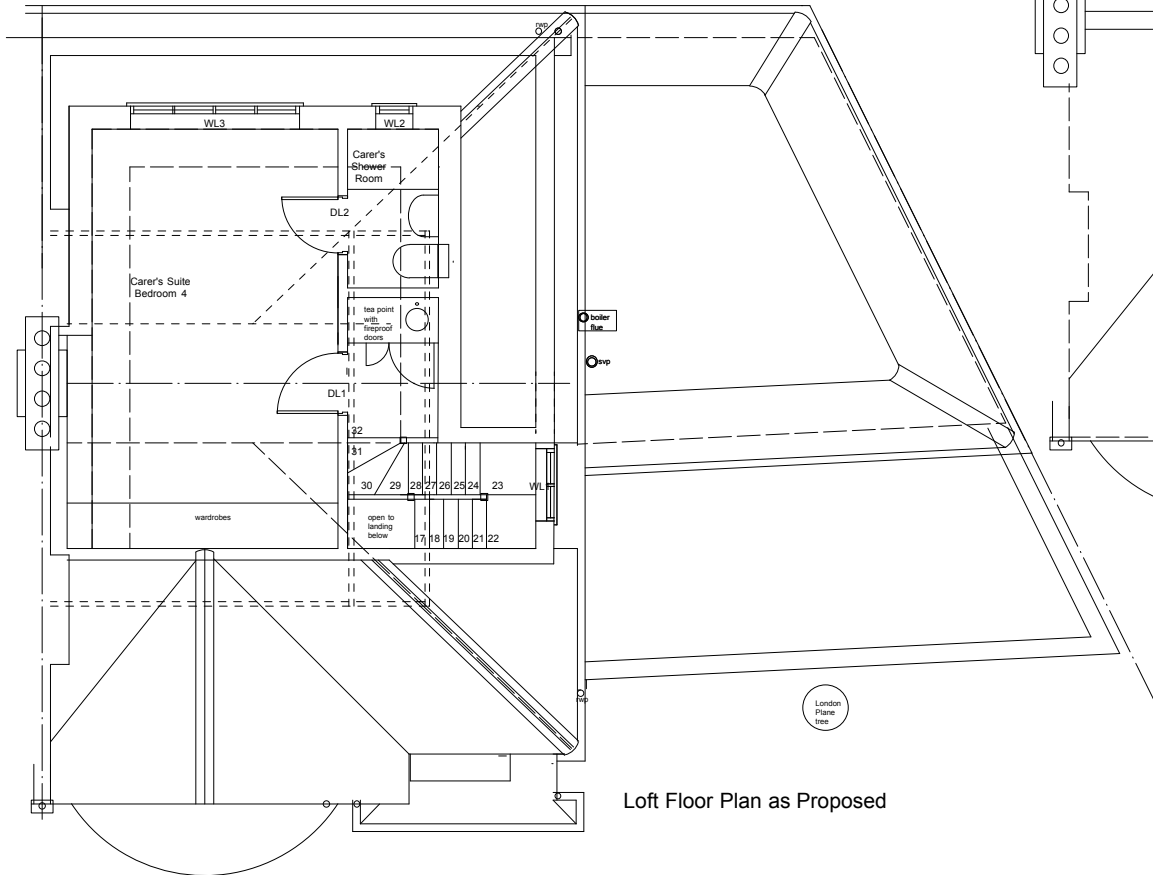 rwp
WL3
WL2
Carer's
Shower
Room
DL2
Carer's Suite
Bedroom 4
tea point
with
fireproof
doors
boiler
flue
svp
DL1
32
31
30 29 28 27 26 25 24 23
WL1
wardrobes
open to
landing
below
17 18 19 20 21 22
rwp
London
Plane
tree
Loft Floor Plan as Proposed